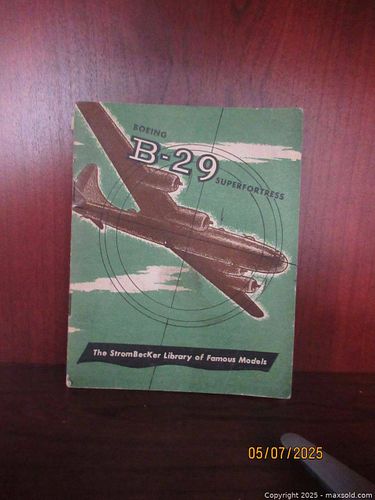 BOEING
B-29
SUPERFORTRESS
The StromBecKer Library of Famous Models
05/07/2025
Copyright 2025 - maxsold.com